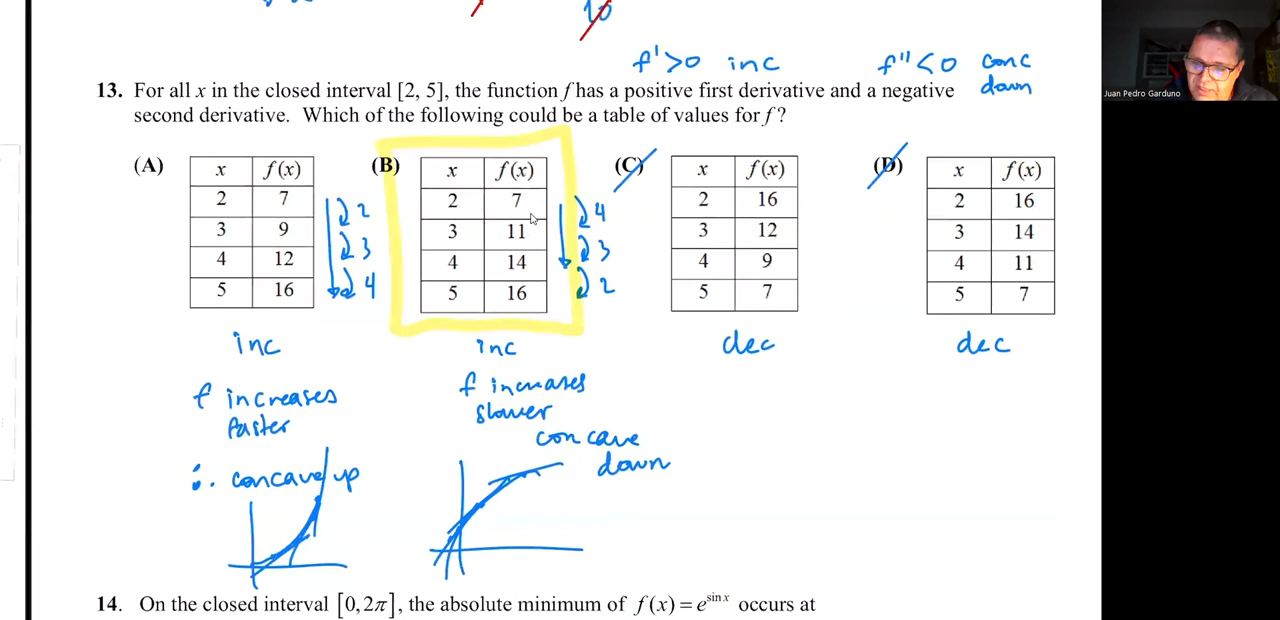 10
f'>0 inc
f''<0 conc down
13. For all x in the closed interval [2, 5], the function f has a positive first derivative and a negative
second derivative. Which of the following could be a table of values for f?
(A)
x f(x)
2 7
3 9
4 12
5 16
2
3
4
(B)
x f(x)
2 7
3 11
4 14
5 16
4
3
2
(C)
x f(x)
2 16
3 12
4 9
5 7
(D)
x f(x)
2 16
3 14
4 11
5 7
inc
inc
dec
dec
f increases
faster
∴ concave up
f increases
slower
concave
down
14. On the closed interval [0, 2π], the absolute minimum of f(x) = e^{sin x} occurs at
Juan Pedro Garduno